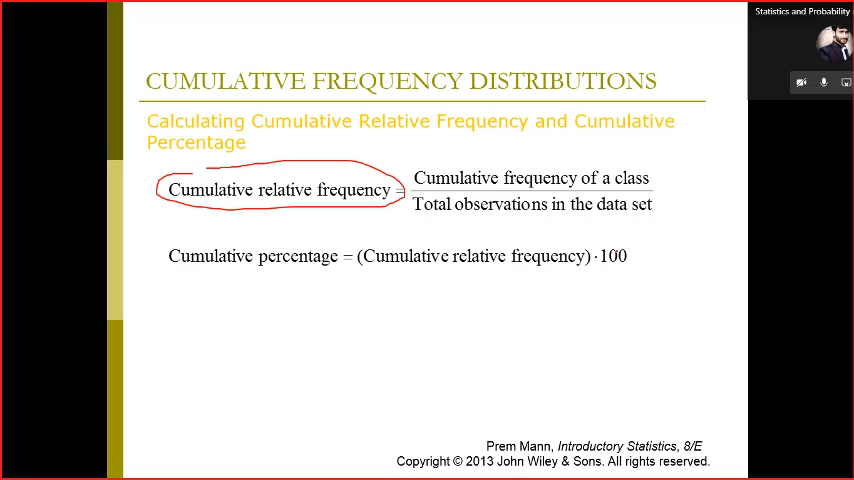 Statistics and Probability
CUMULATIVE FREQUENCY DISTRIBUTIONS
Calculating Cumulative Relative Frequency and Cumulative
Percentage
Cumulative relative frequency = Cumulative frequency of a class
Total observations in the data set
Cumulative percentage = (Cumulative relative frequency) · 100
Prem Mann, Introductory Statistics, 8/E
Copyright © 2013 John Wiley & Sons. All rights reserved.